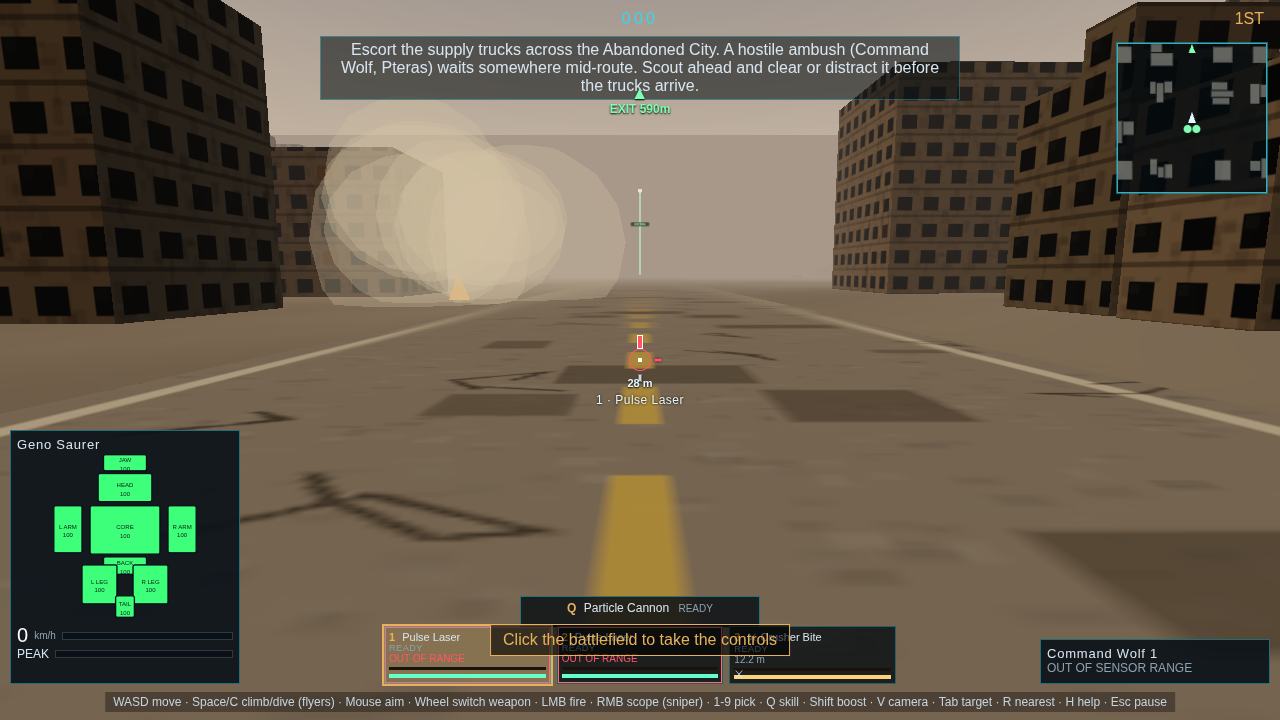 000
1ST
Escort the supply trucks across the Abandoned City. A hostile ambush (Command
Wolf, Pteras) waits somewhere mid-route. Scout ahead and clear or distract it before
the trucks arrive.
EXIT 590m
28 m
1 · Pulse Laser
Geno Saurer
JAW
100
HEAD
100
L ARM
100
CORE
100
R ARM
100
BACK
100
L LEG
100
R LEG
100
TAIL
100
0 km/h
PEAK
Q Particle Cannon READY
1 Pulse Laser
READY
OUT OF RANGE
2
READY
OUT OF RANGE
Click the battlefield to take the controls
Crusher Bite
READY
12.2 m
Command Wolf 1
OUT OF SENSOR RANGE
WASD move · Space/C climb/dive (flyers) · Mouse aim · Wheel switch weapon · LMB fire · RMB scope (sniper) · 1-9 pick · Q skill · Shift boost · V camera · Tab target · R nearest · H help · Esc pause